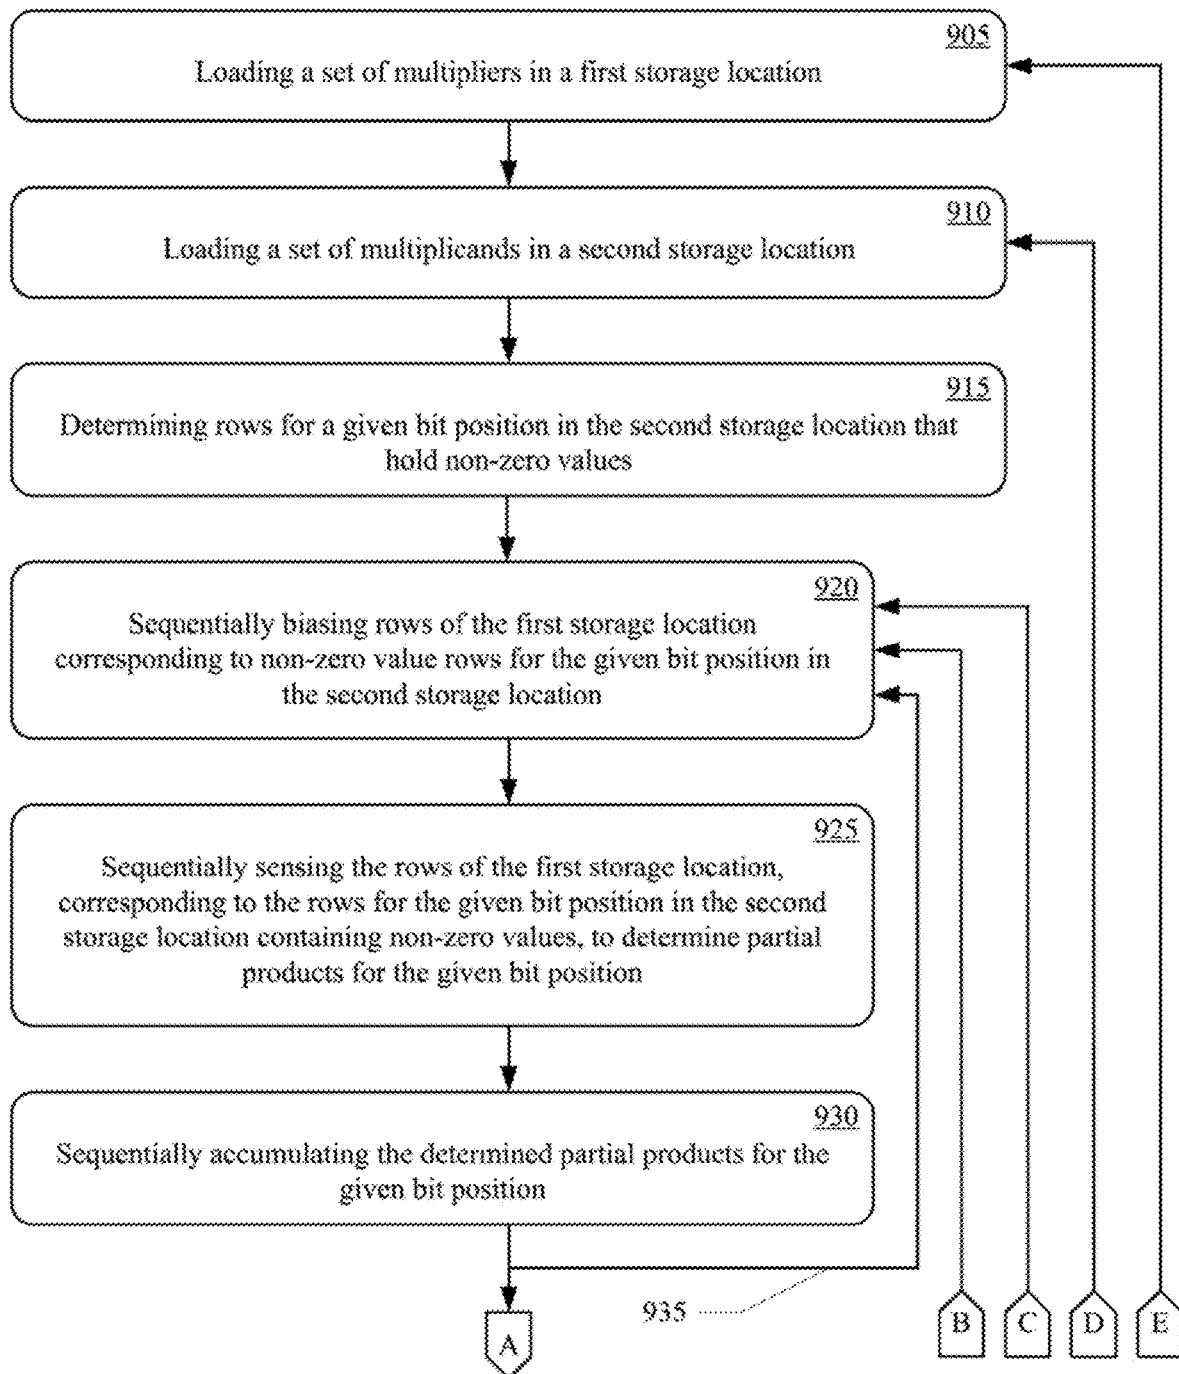 905
Loading a set of multipliers in a first storage location
910
Loading a set of multiplicands in a second storage location
915
Determining rows for a given bit position in the second storage location that
hold non-zero values
920
Sequentially biasing rows of the first storage location
corresponding to non-zero value rows for the given bit position in
the second storage location
925
Sequentially sensing the rows of the first storage location,
corresponding to the rows for the given bit position in the second
storage location containing non-zero values, to determine partial
products for the given bit position
930
Sequentially accumulating the determined partial products for the
given bit position
935
A
B
C
D
E